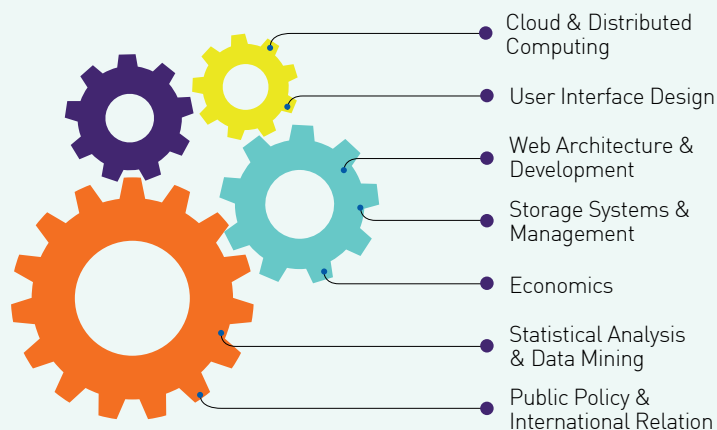 Cloud & Distributed
Computing
User Interface Design
Web Architecture &
Development
Storage Systems &
Management
Economics
Statistical Analysis
& Data Mining
Public Policy &
International Relation